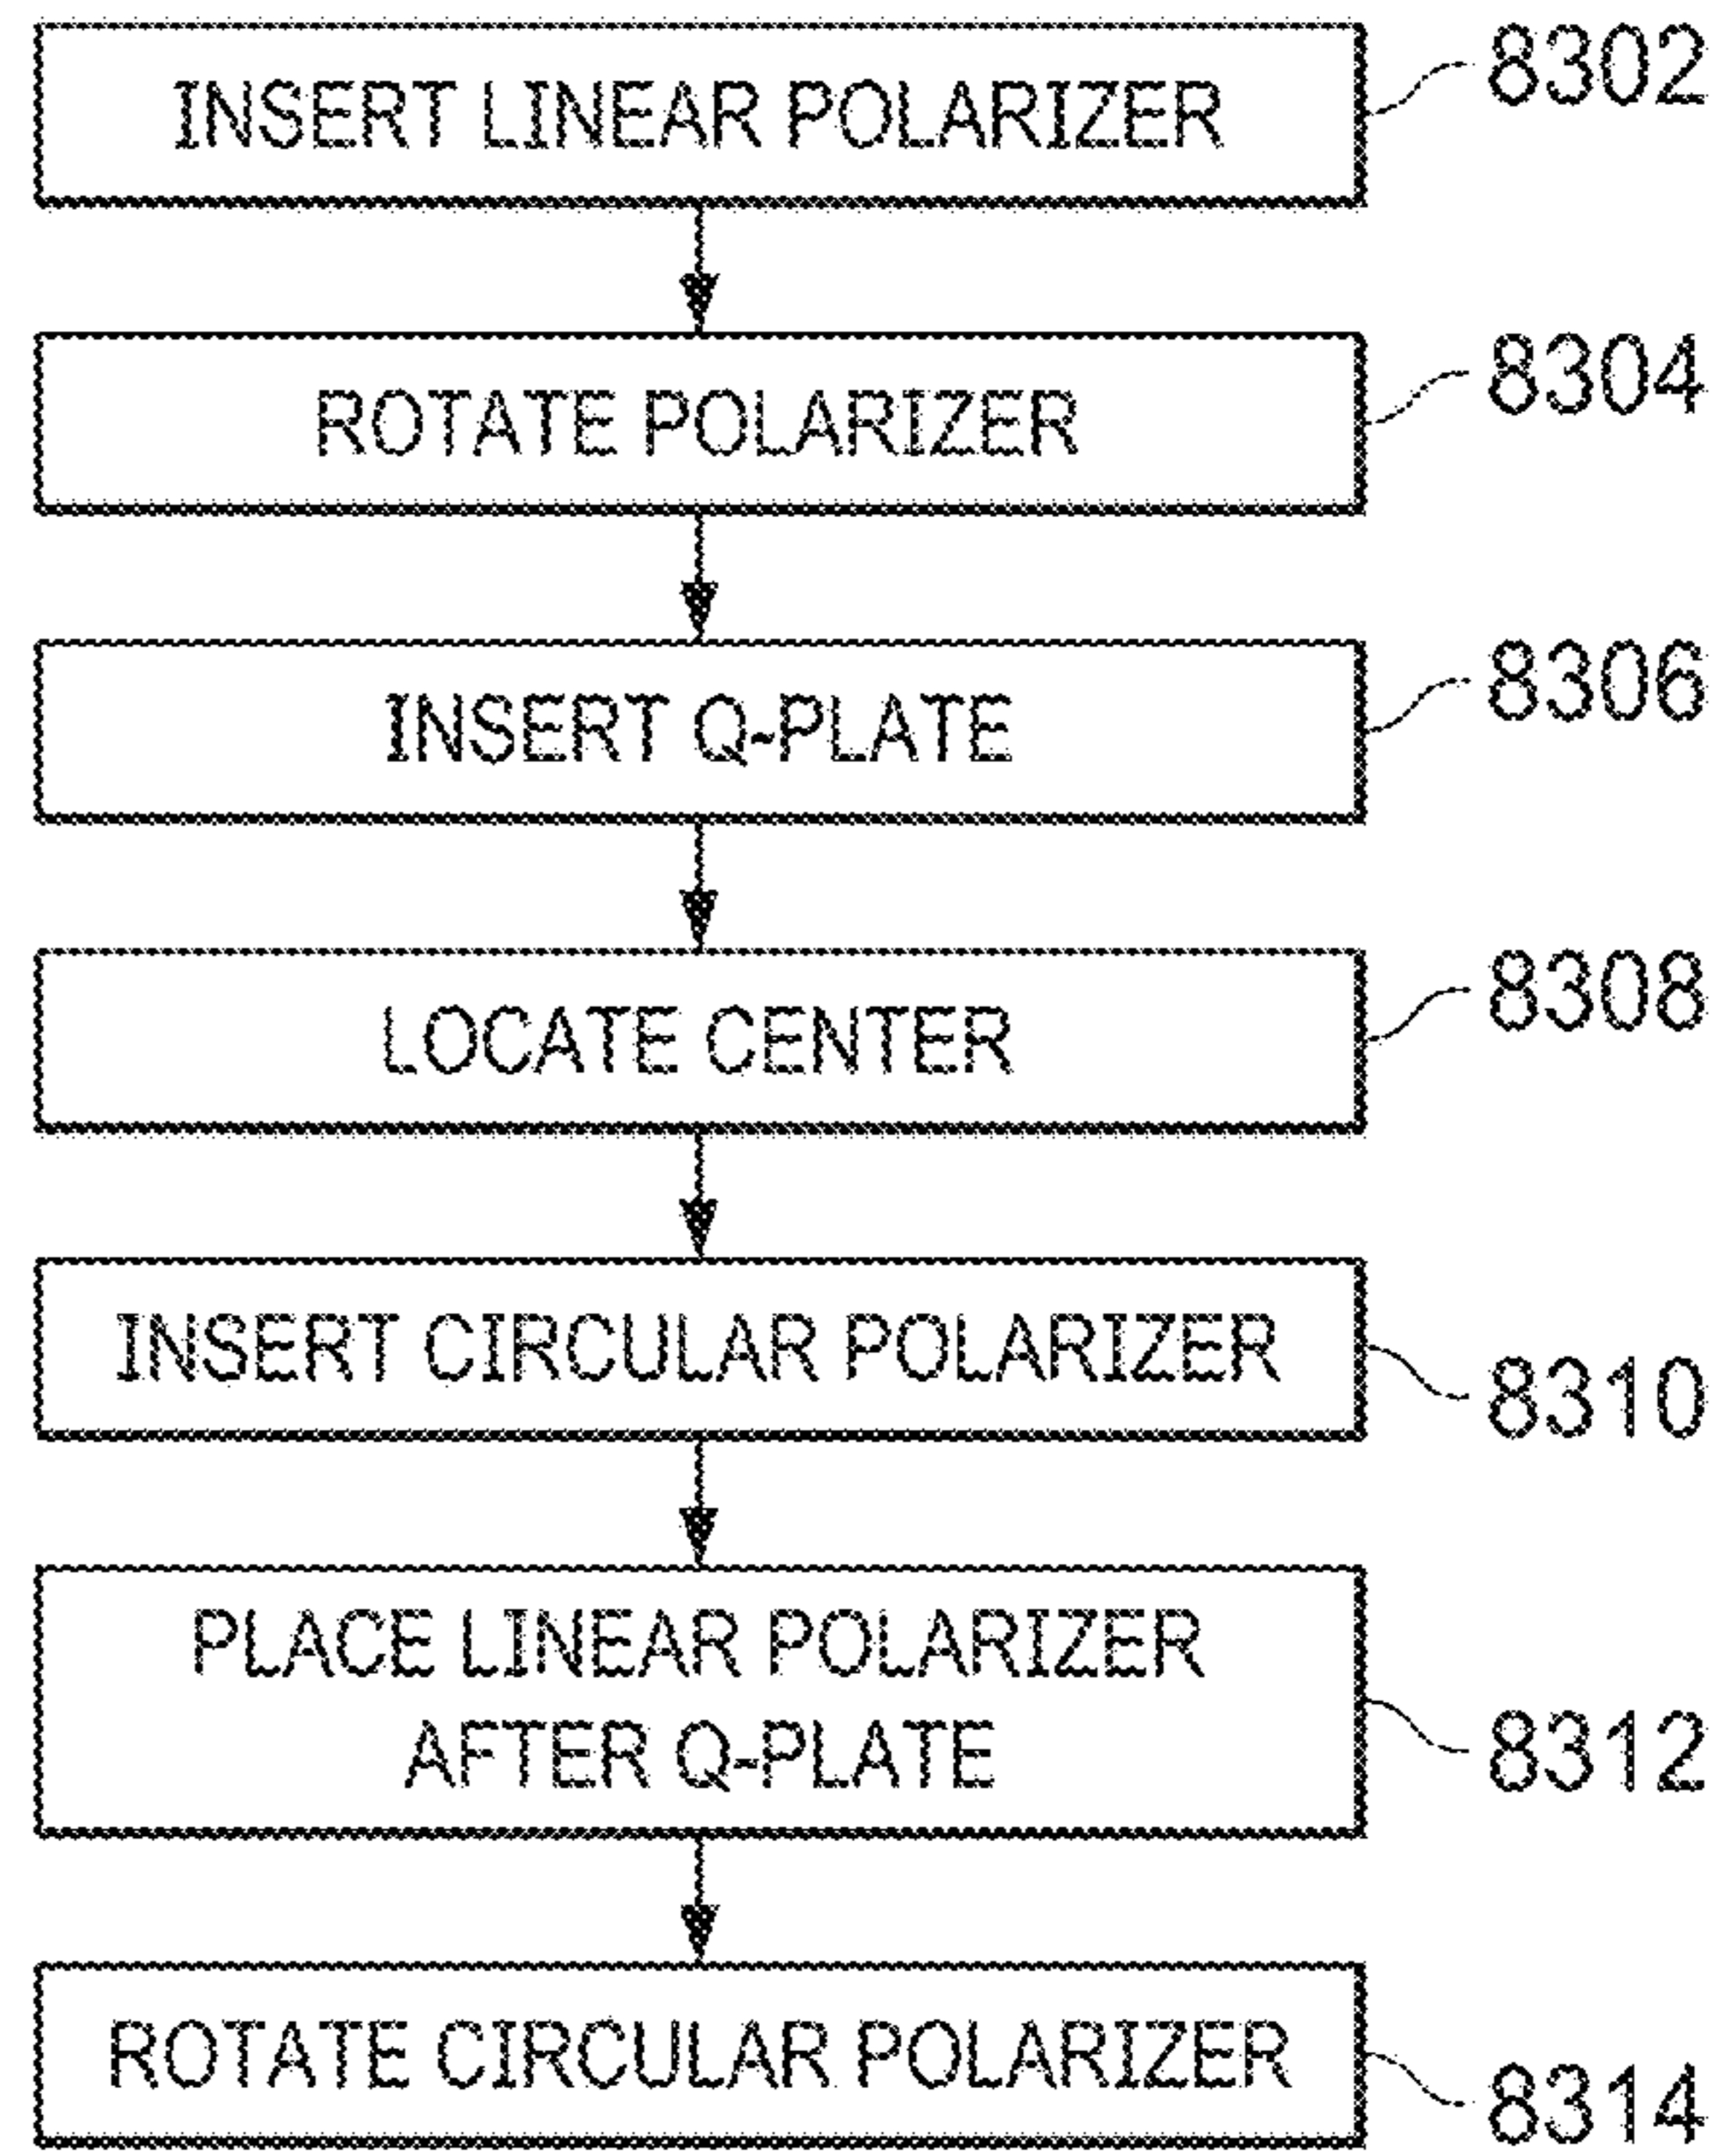 INSERT LINEAR POLARIZER
8302
ROTATE POLARIZER
8304
INSERT Q-PLATE
8306
LOCATE CENTER
8308
INSERT CIRCULAR POLARIZER
8310
PLACE LINEAR POLARIZER
AFTER Q-PLATE
8312
ROTATE CIRCULAR POLARIZER
8314